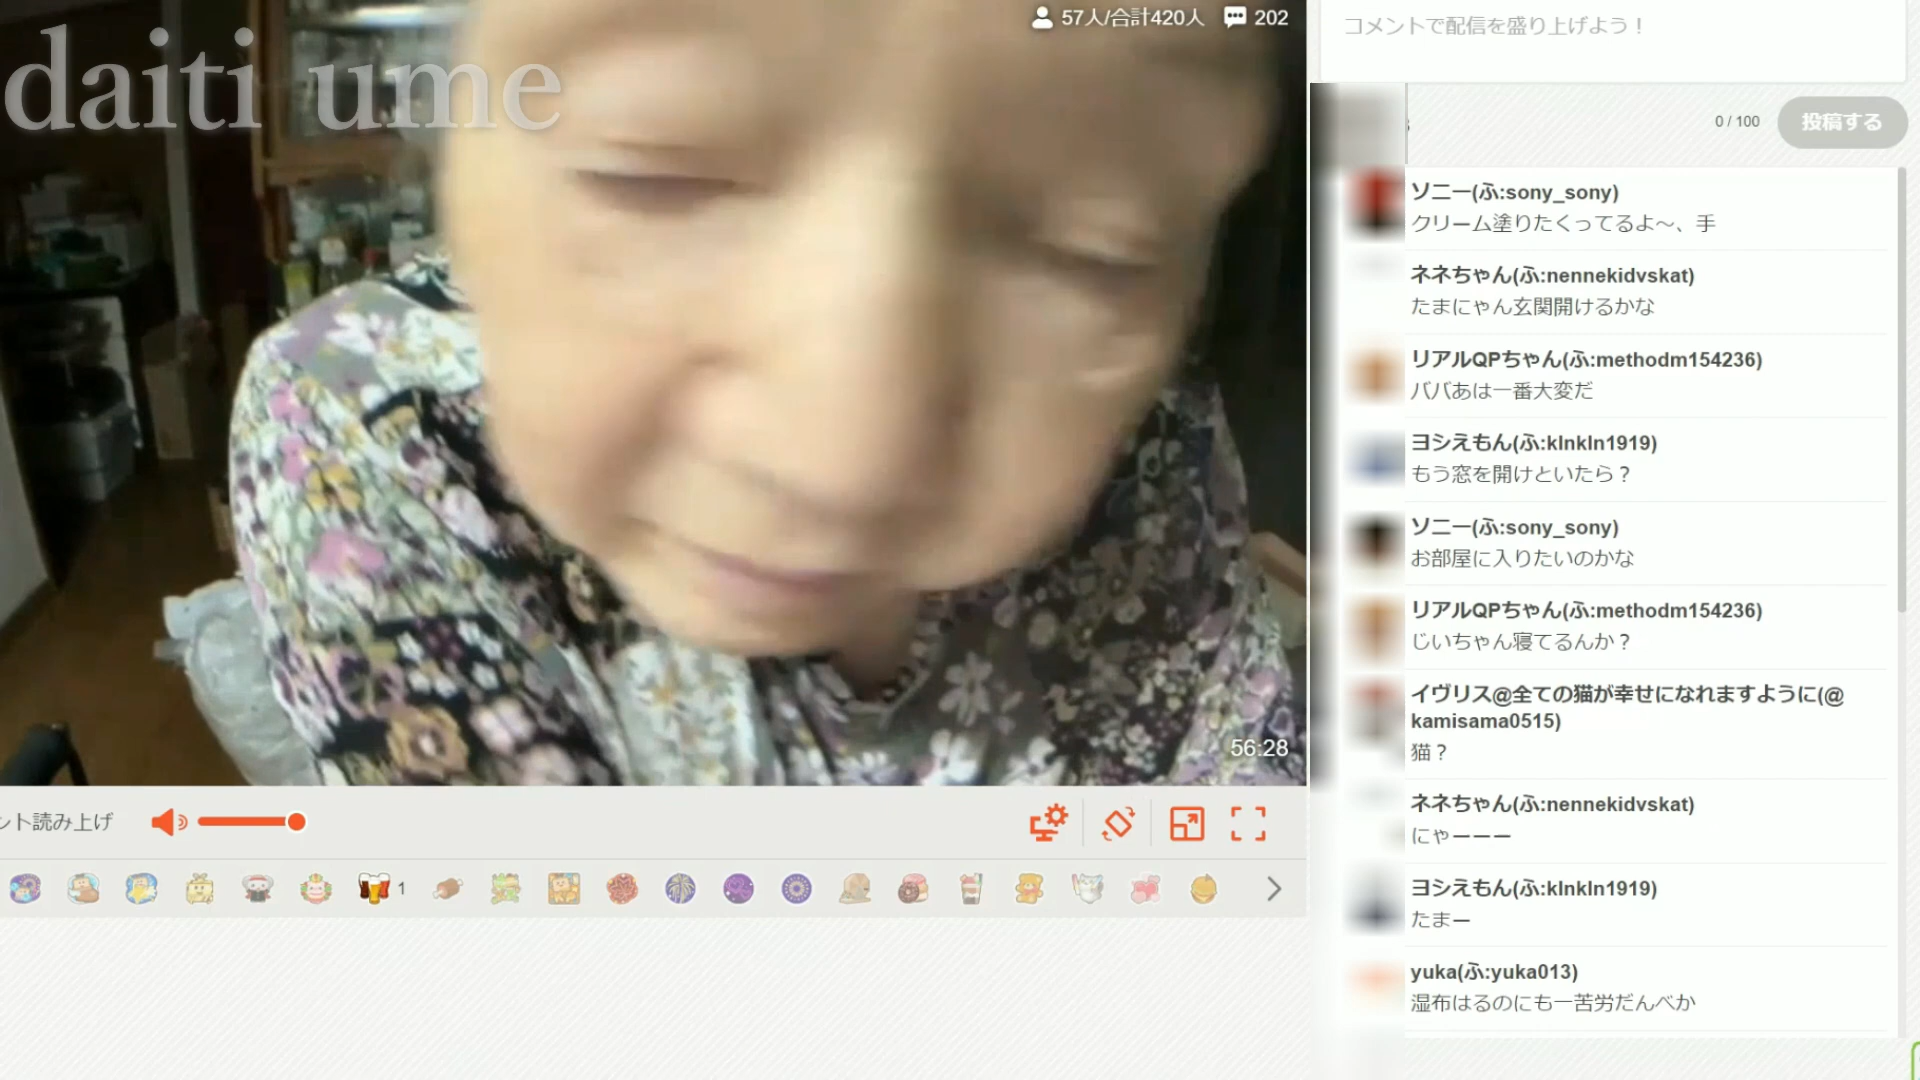 daiti ume
57人/合計420人 202
56:28
ント読み上げ
1
コメントで配信を盛り上げよう！
0 / 100
投稿する
ソニー(ふ:sony_sony)
クリーム塗りたくってるよ～、手
ネネちゃん(ふ:nennekidvskat)
たまにゃん玄関開けるかな
リアルQPちゃん(ふ:methodm154236)
ババあは一番大変だ
ヨシえもん(ふ:klnkln1919)
もう窓を開けといたら？
ソニー(ふ:sony_sony)
お部屋に入りたいのかな
リアルQPちゃん(ふ:methodm154236)
じいちゃん寝てるんか？
イヴリス@全ての猫が幸せになれますように(@
kamisama0515)
猫？
ネネちゃん(ふ:nennekidvskat)
にゃーーー
ヨシえもん(ふ:klnkln1919)
たまー
yuka(ふ:yuka013)
湿布はるのにも一苦労だんべか